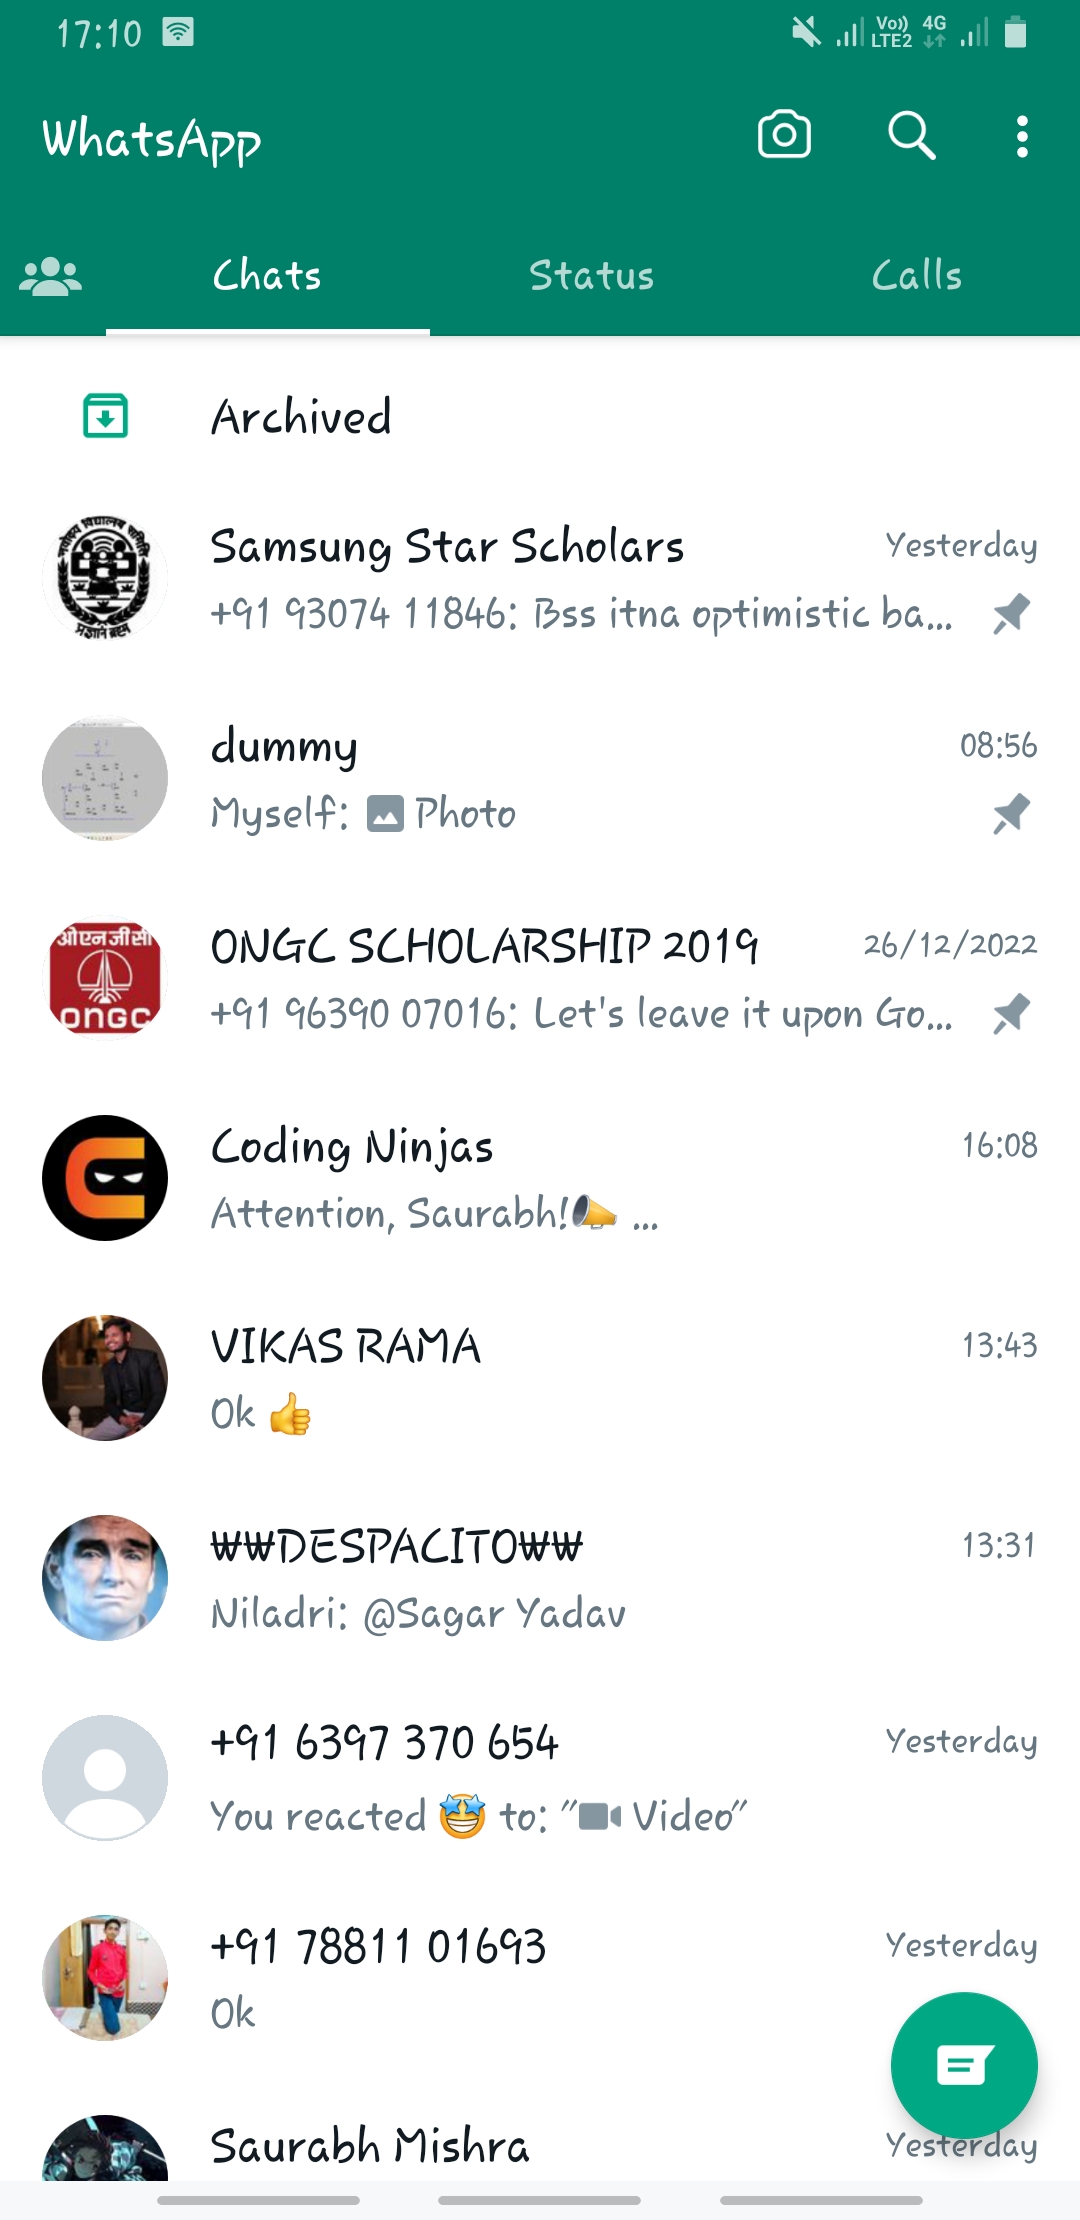 17:10
Vo))
LTE2
4G
WhatsApp
Chats
Status
Calls
Archived
Samsung Star Scholars
Yesterday
+91 93074 11846: Bss itna optimistic ba...
dummy
08:56
Myself: Photo
ओएनजीसी
ONGC
ONGC SCHOLARSHIP 2019
26/12/2022
+91 96390 07016: Let's leave it upon Go...
Coding Ninjas
16:08
Attention, Saurabh!📣 ...
VIKAS RAMA
13:43
Ok 👍
₩₩DESPACITO₩₩
13:31
Niladri: @Sagar Yadav
+91 6397 370 654
Yesterday
You reacted 🤩 to: "Video"
+91 78811 01693
Yesterday
Ok
Saurabh Mishra
Yesterday